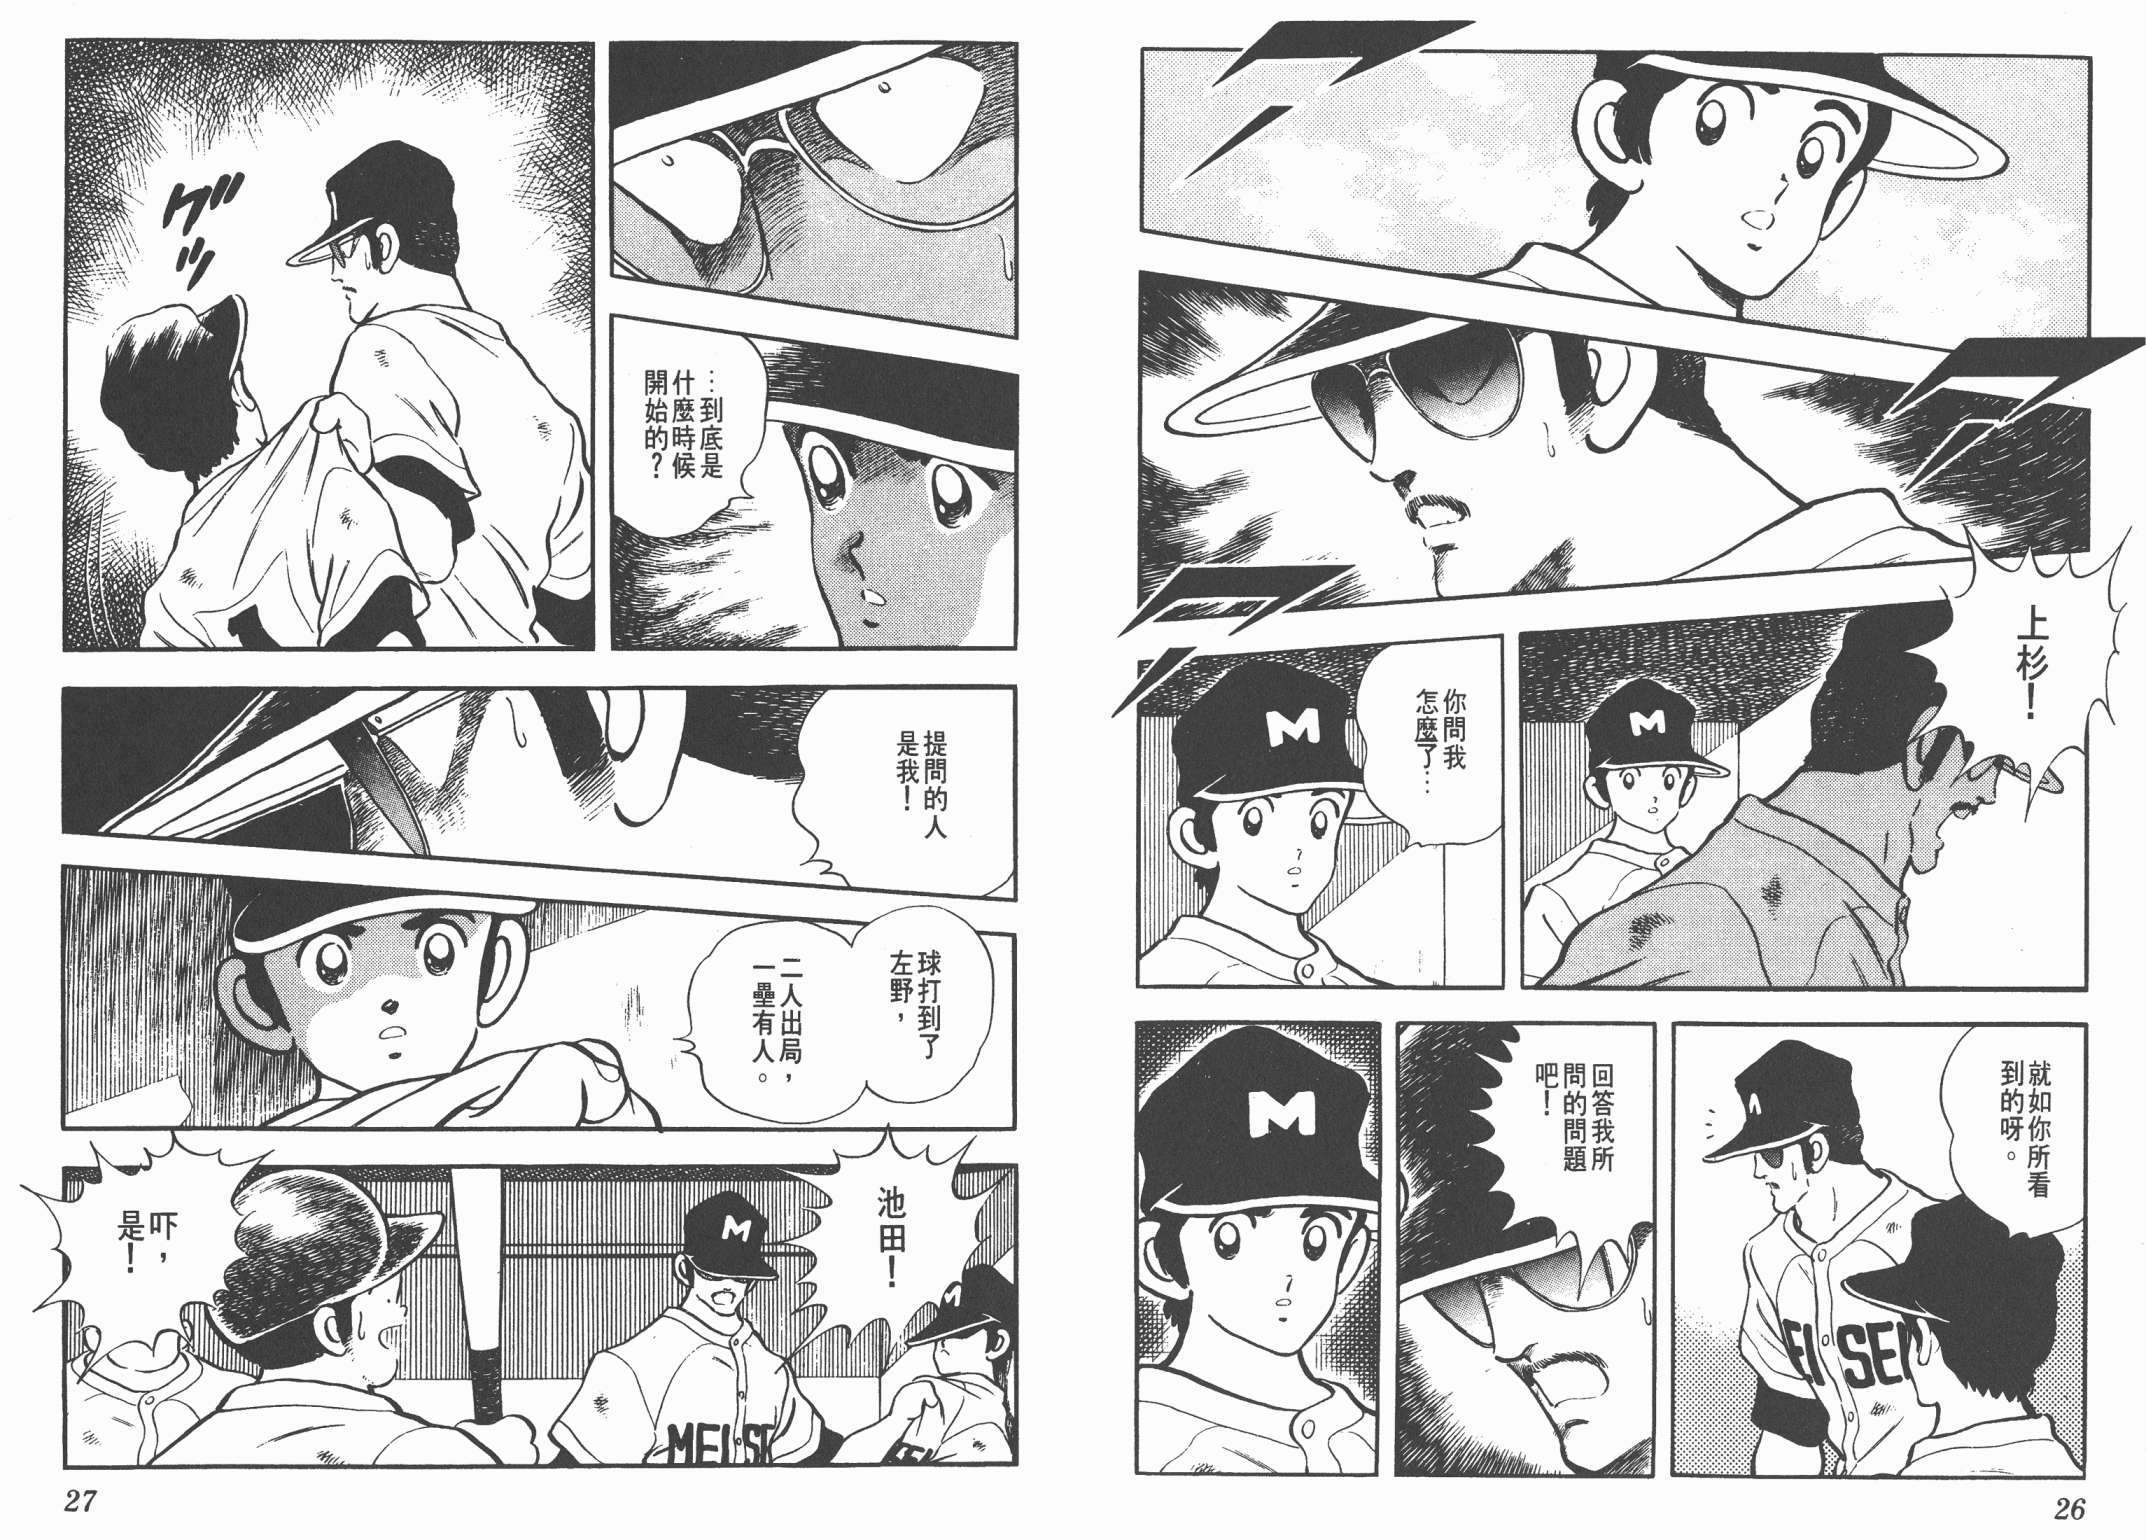 上杉！
你問我
怎麼了…
就如你所看
到的呀。
回答我所
問的問題
吧！
M
M
M
MEISEI
26
…到底是
什麼時候
開始的？
グッ
提問的人
是我！
球打到了
左野，
二人出局，
一壘有人。
池田！
吓，
是！
M
M
MEISE
27